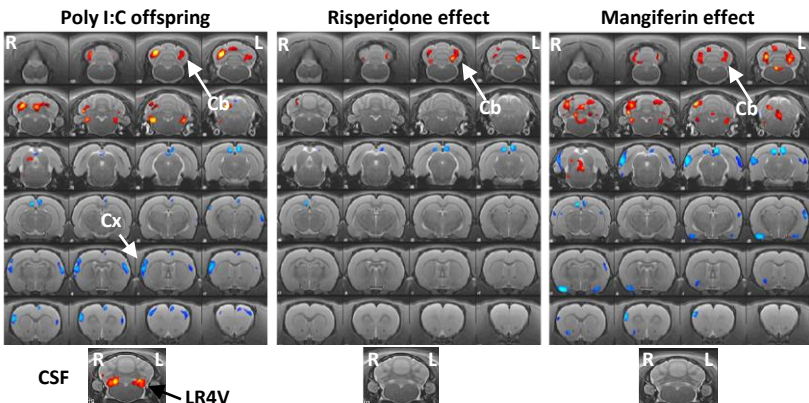 Poly I:C offspring
Risperidone effect
Mangiferin effect
R
L
R
R
Cb
Cb
Cb
Cx
R L
CSF
LR4V